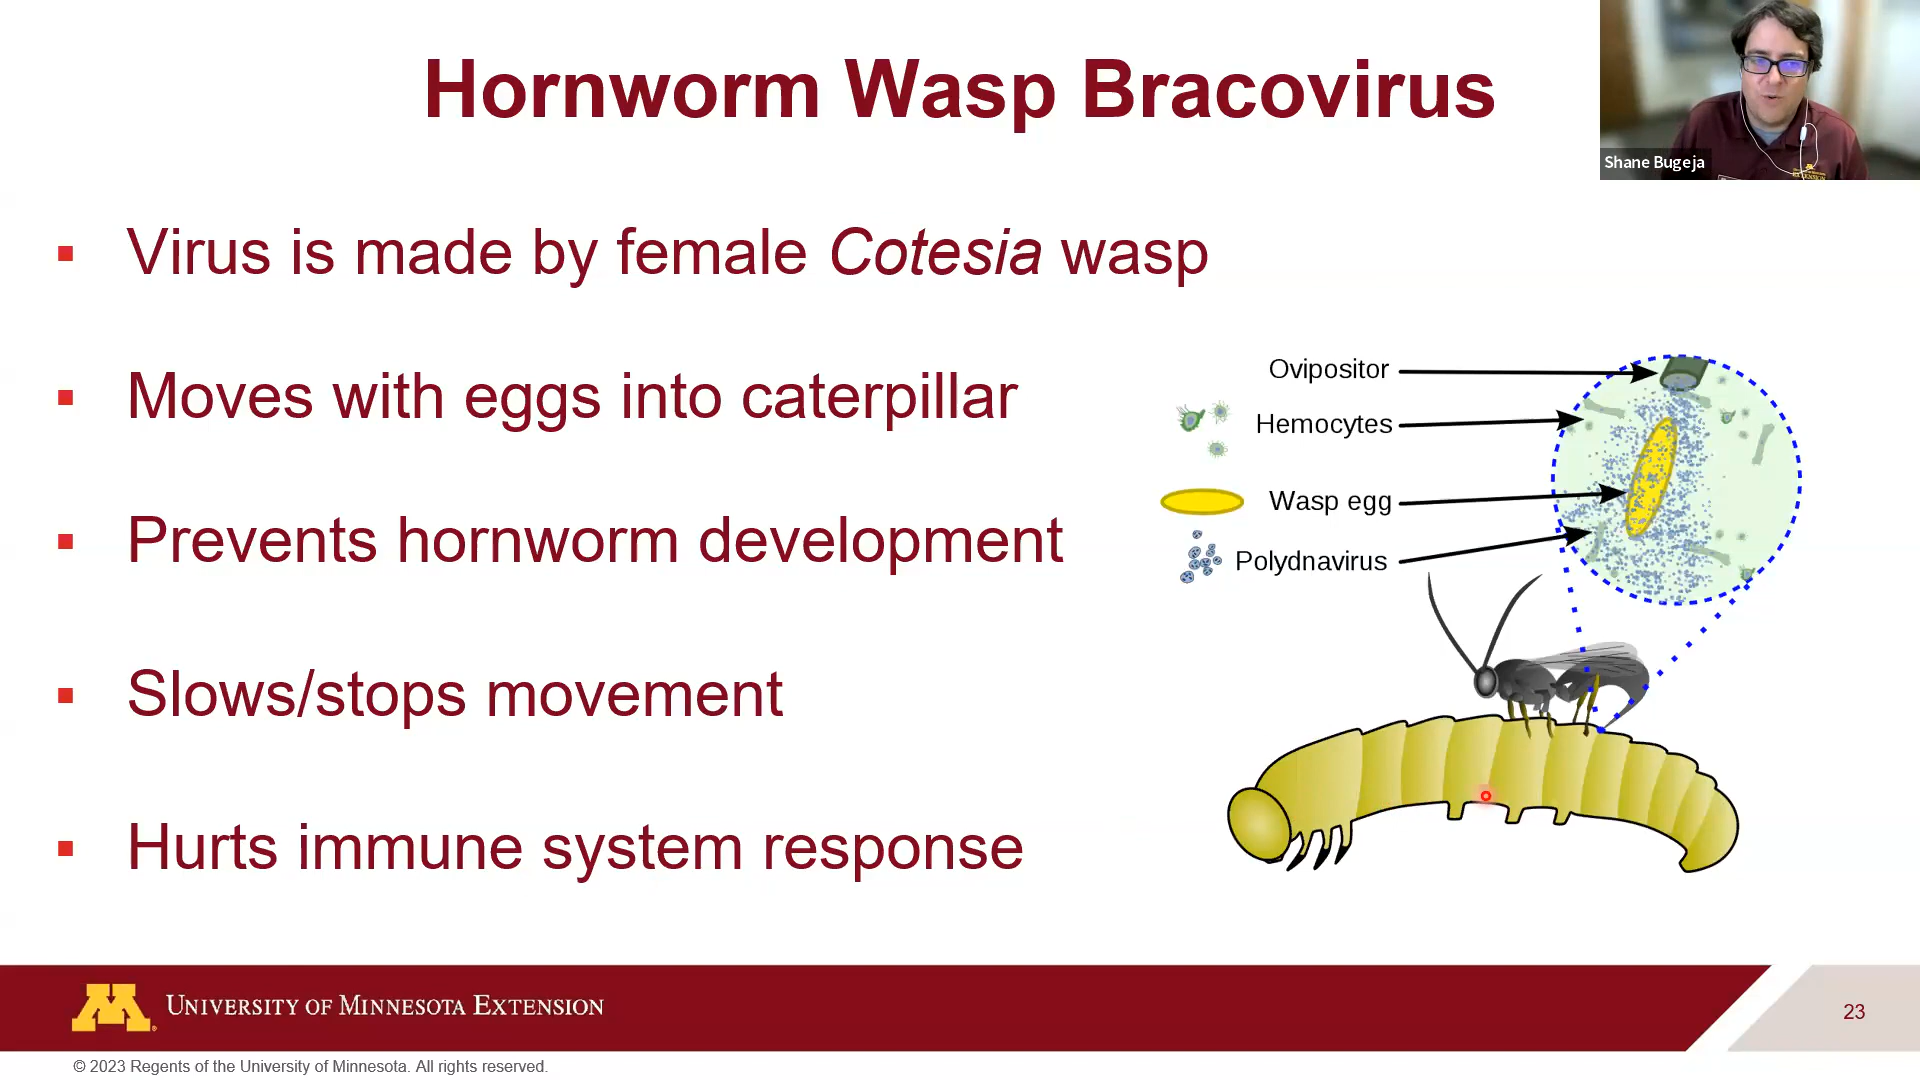 Hornworm Wasp Bracovirus
Shane Bugeja
▪ Virus is made by female Cotesia wasp
▪ Moves with eggs into caterpillar
▪ Prevents hornworm development
▪ Slows/stops movement
▪ Hurts immune system response
Ovipositor
Hemocytes
Wasp egg
Polydnavirus
UNIVERSITY OF MINNESOTA EXTENSION
23
© 2023 Regents of the University of Minnesota. All rights reserved.